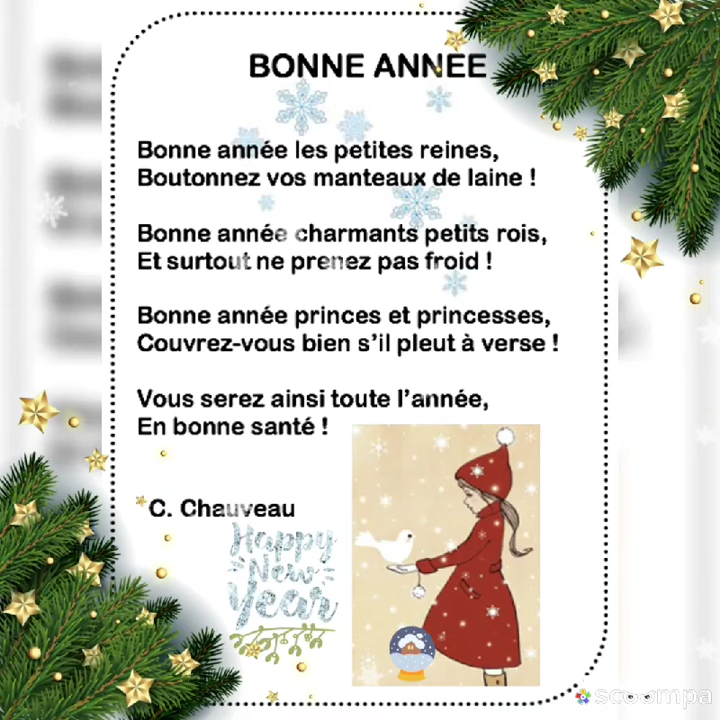 BONNE ANNEE
Bonne année les petites reines,
Boutonnez vos manteaux de laine !
Bonne année charmants petits rois,
Et surtout ne prenez pas froid !
Bonne année princes et princesses,
Couvrez-vous bien s'il pleut à verse !
Vous serez ainsi toute l'année,
En bonne santé !
C. Chauveau
Happy
New
Year
scoompa